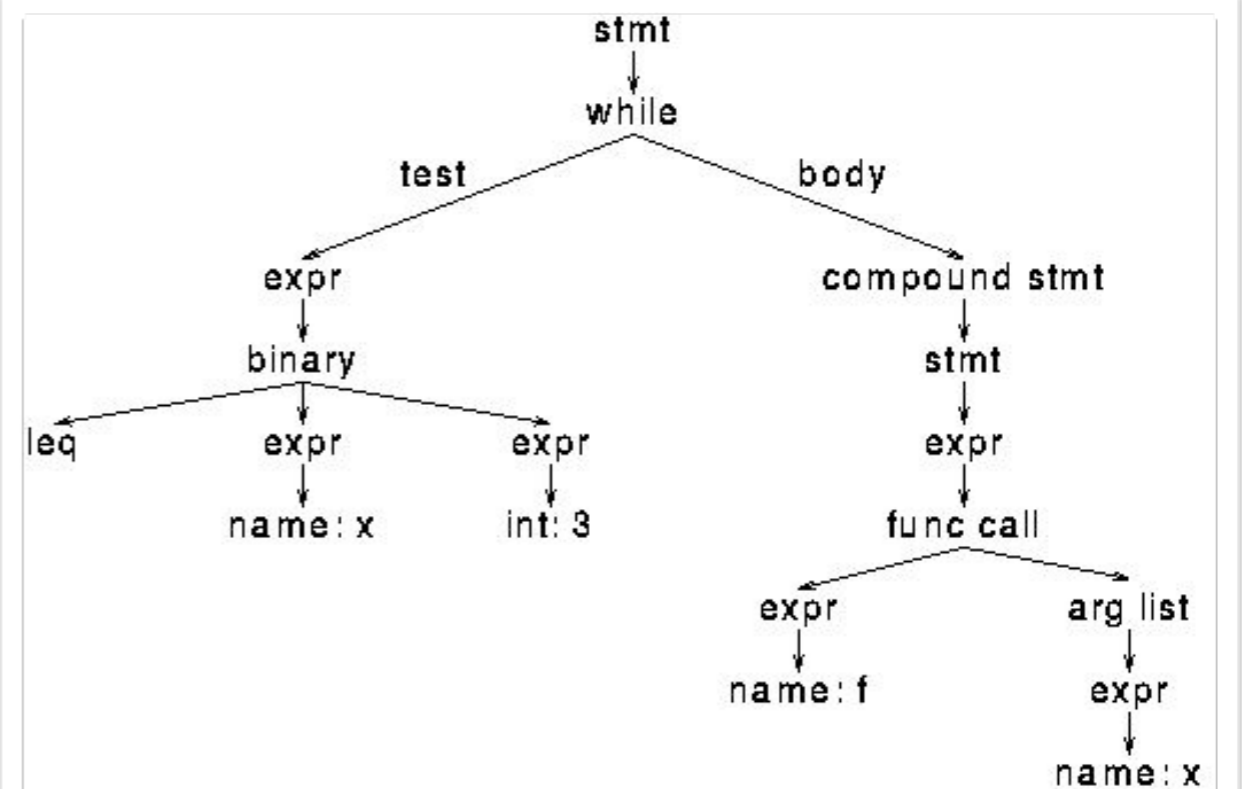 stmt
while
test body
expr compound stmt
binary stmt
leq expr expr expr
name: x int: 3 func call
expr arg list
name: f expr
name: x